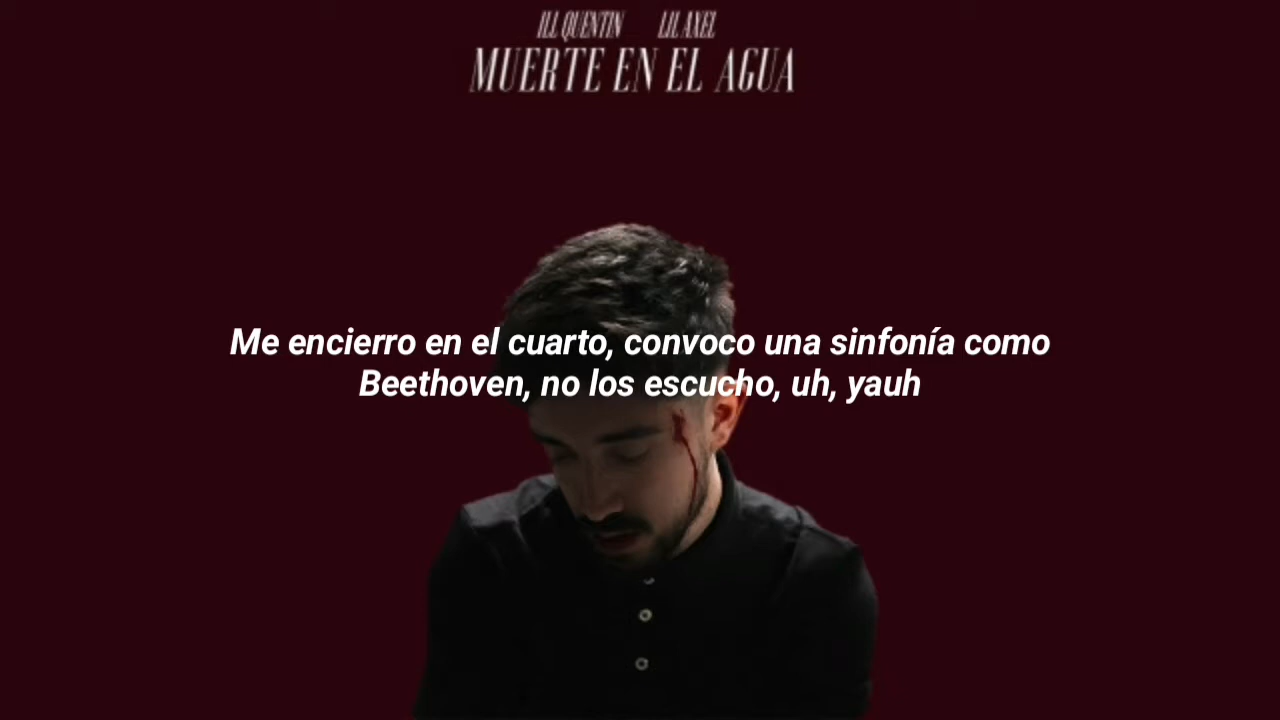 ILL QUENTIN LIL AXEL
MUERTE EN EL AGUA
Me encierro en el cuarto, convoco una sinfonía como
Beethoven, no los escucho, uh, yauh